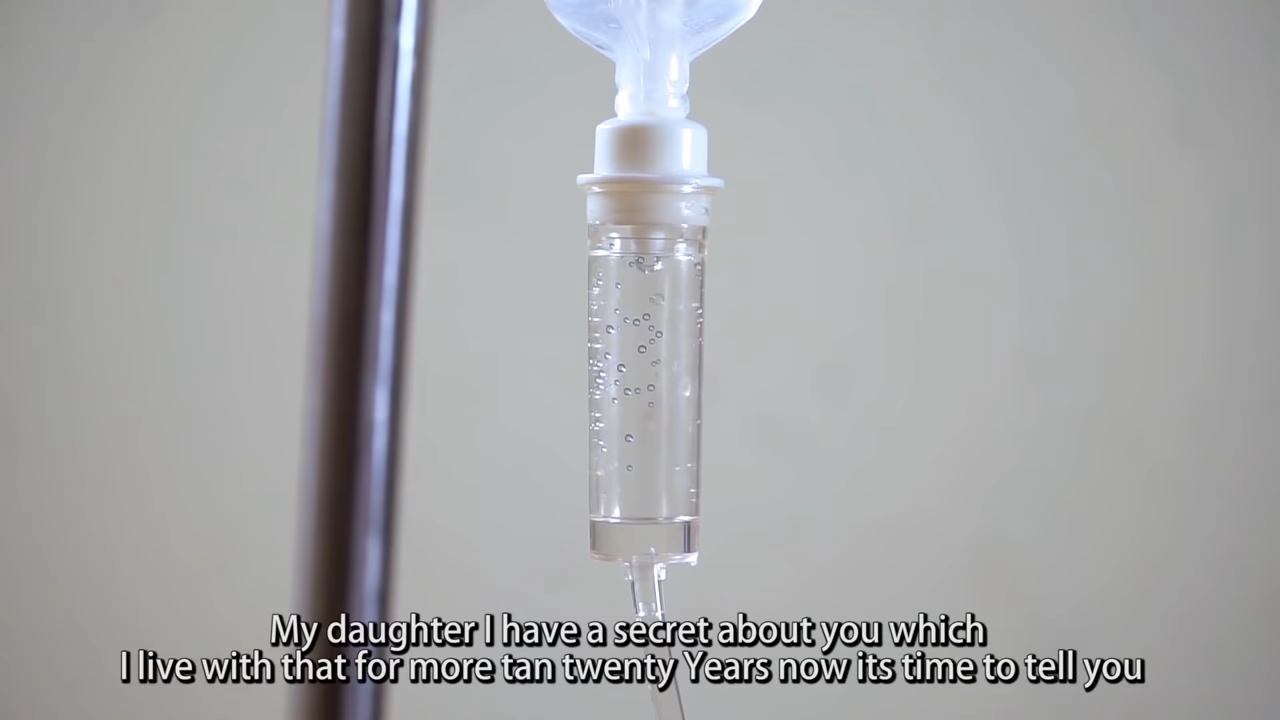 My daughter I have a secret about you which
I live with that for more tan twenty Years now its time to tell you